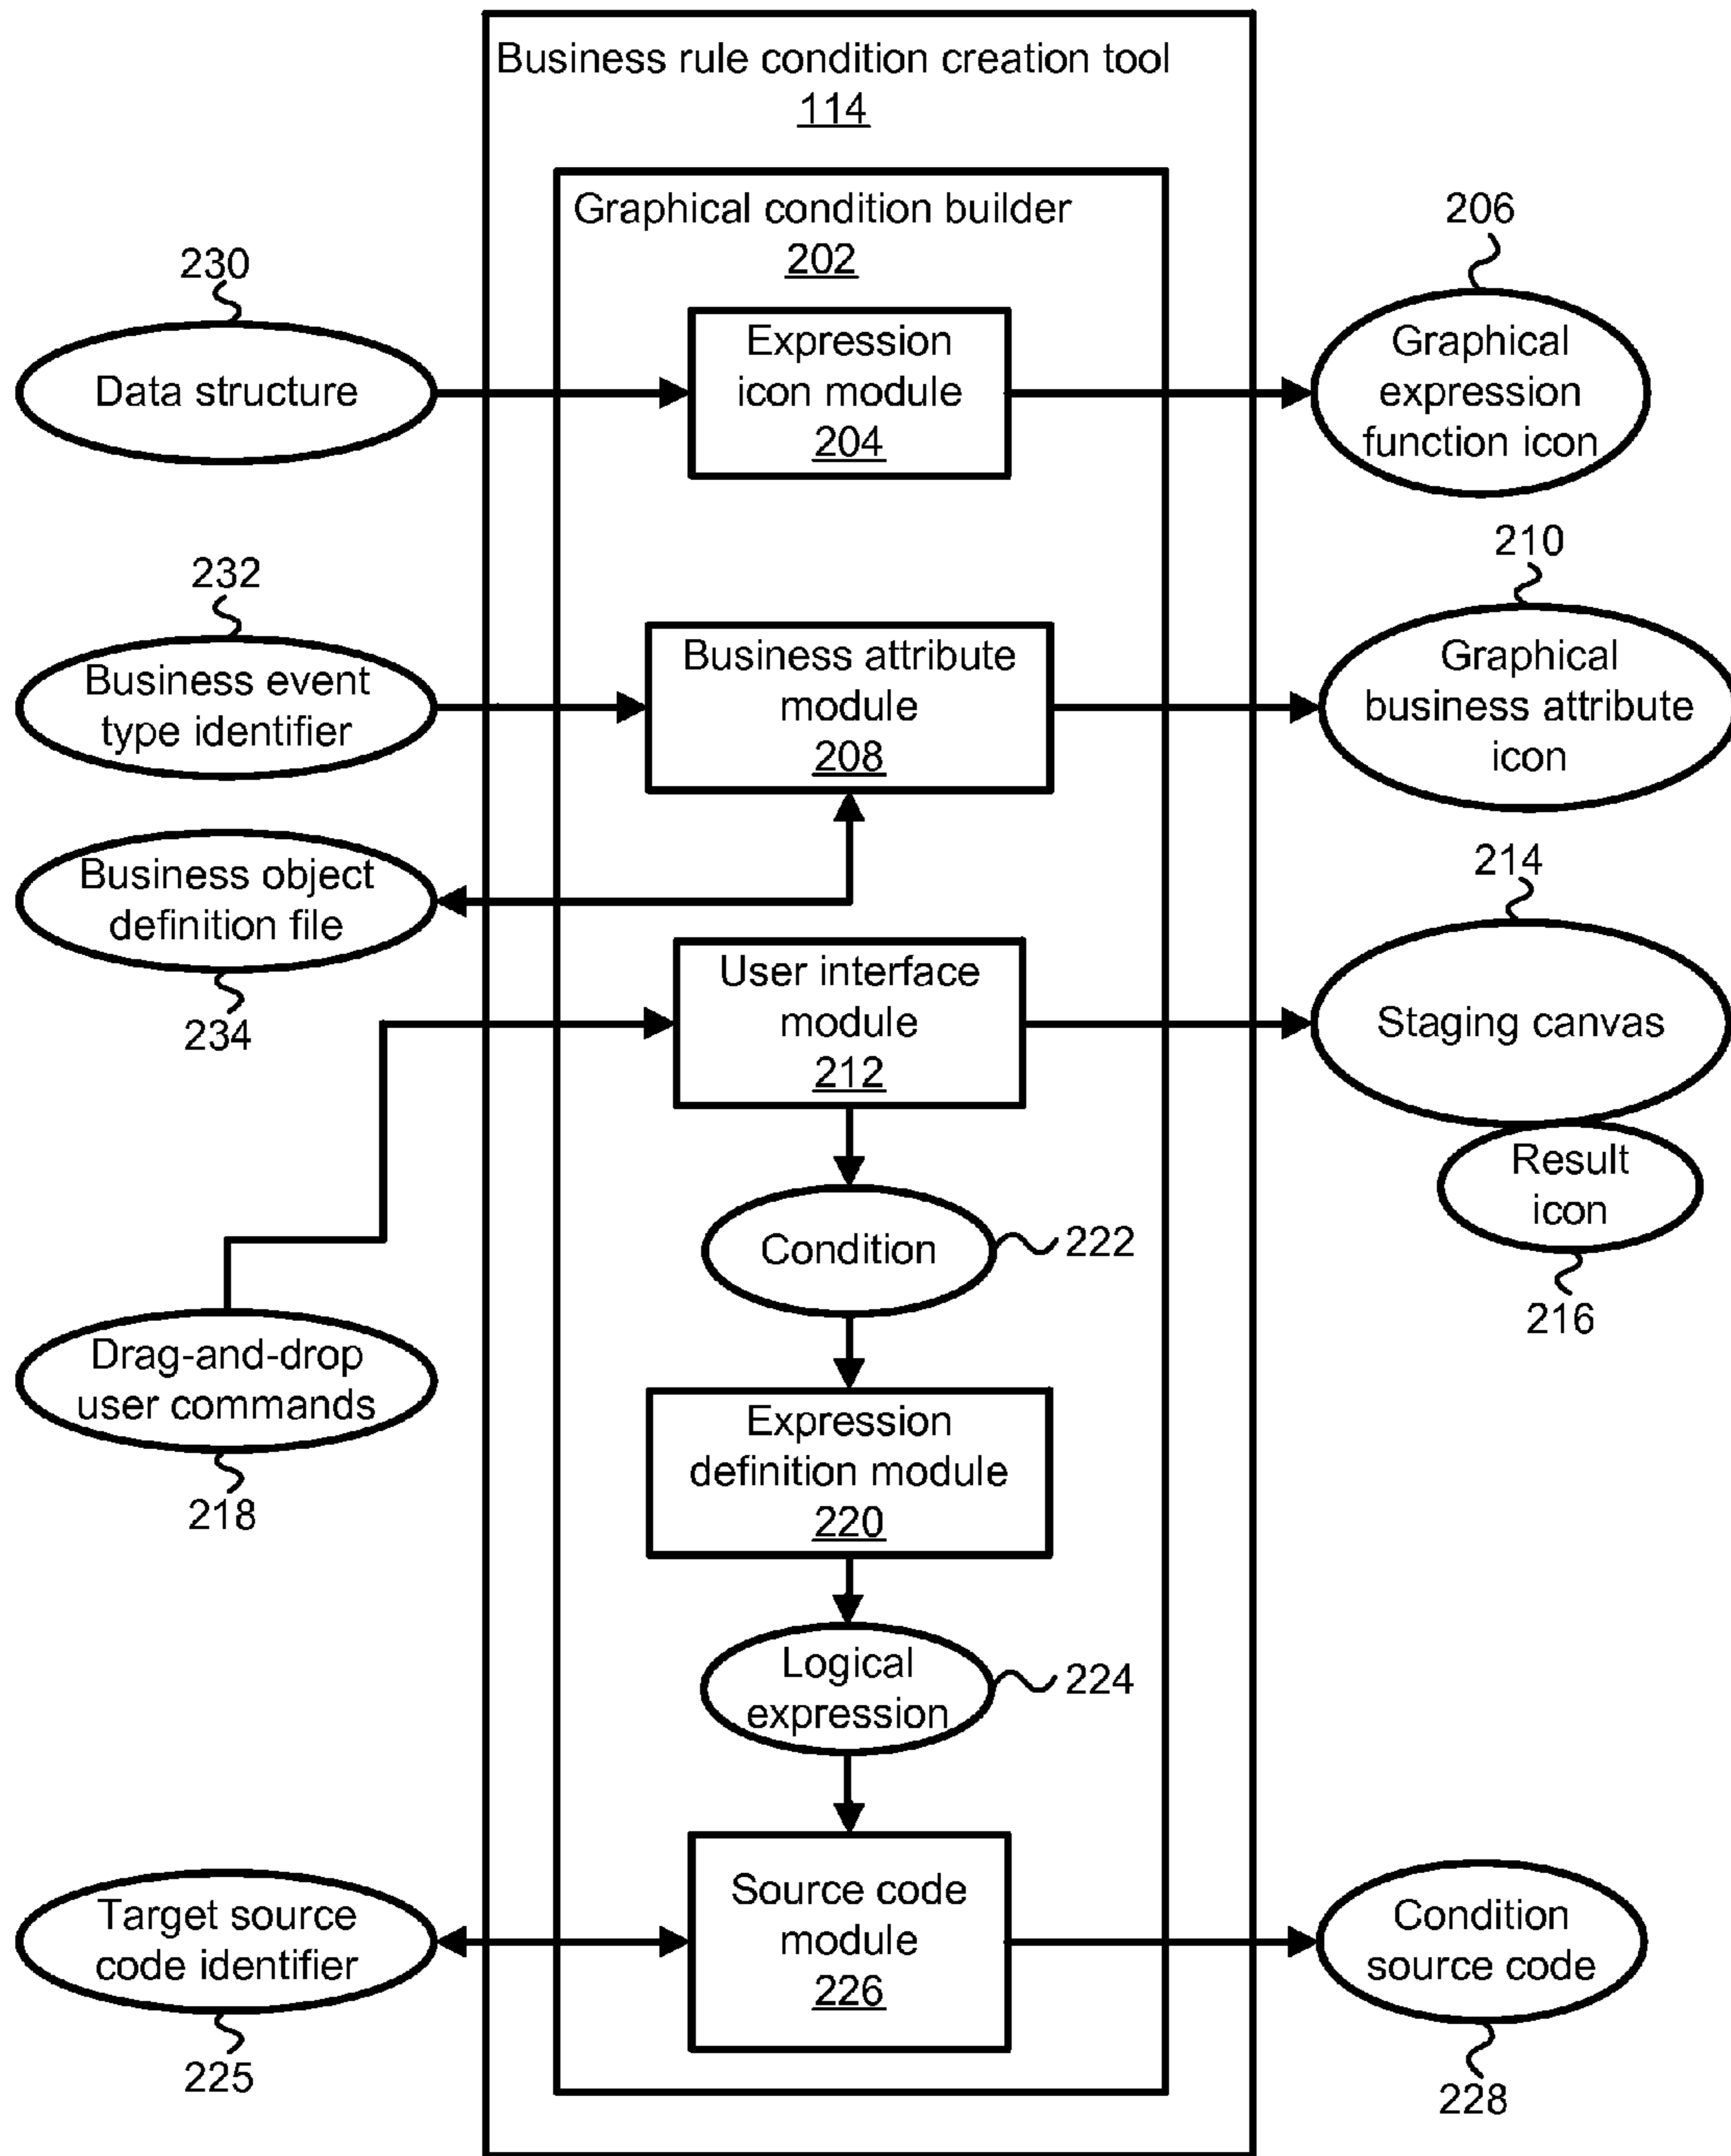 Business rule condition creation tool
114
Graphical condition builder
202
230
Data structure
Expression
icon module
204
206
Graphical
expression
function icon
232
Business event
type identifier
Business attribute
module
208
210
Graphical
business attribute
icon
Business object
definition file
234
User interface
module
212
214
Staging canvas
Result
icon
216
Condition
222
Drag-and-drop
user commands
218
Expression
definition module
220
Logical
expression
224
Target source
code identifier
225
Source code
module
226
Condition
source code
228